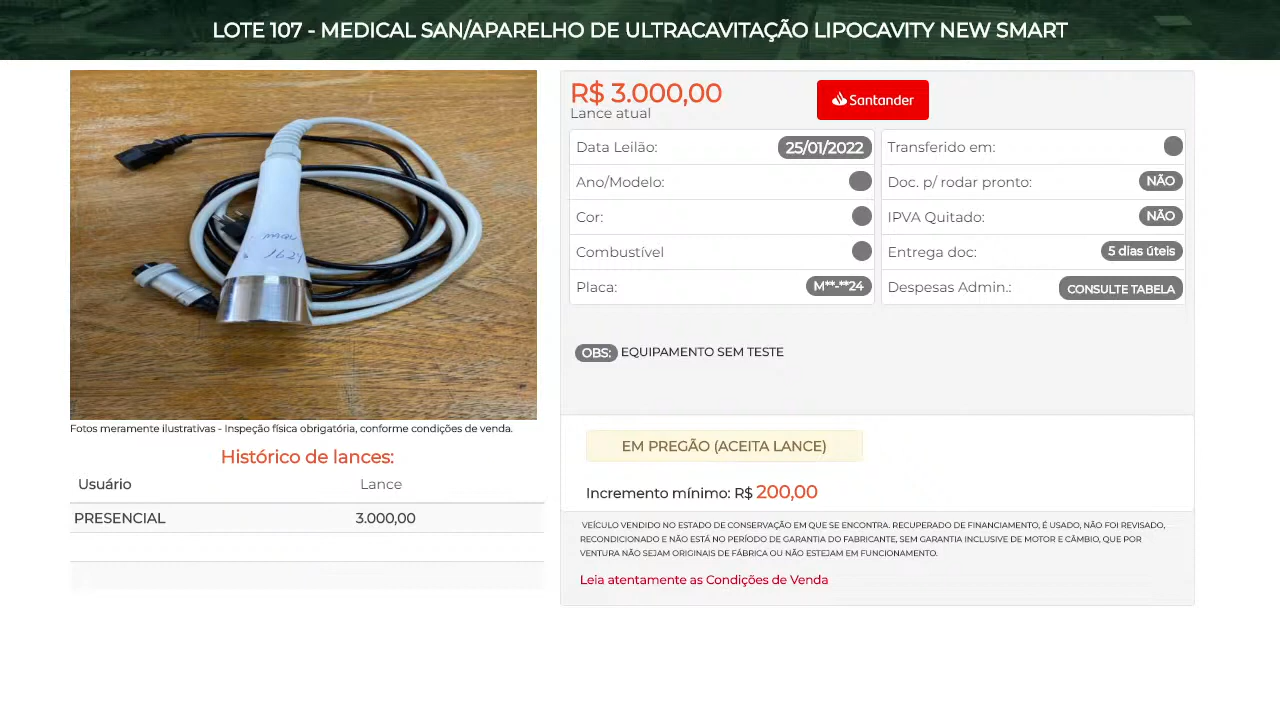 LOTE 107 - MEDICAL SAN/APARELHO DE ULTRACAVITAÇÃO LIPOCAVITY NEW SMART
R$ 3.000,00
Lance atual
Santander
Data Leilão: 25/01/2022
Transferido em:
Ano/Modelo:
Doc. p/ rodar pronto: NÃO
Cor:
IPVA Quitado: NÃO
Combustível
Entrega doc: 5 dias úteis
Placa: M**-**24
Despesas Admin.: CONSULTE TABELA
OBS: EQUIPAMENTO SEM TESTE
1624
Fotos meramente ilustrativas - Inspeção física obrigatória, conforme condições de venda.
Histórico de lances:
Usuário Lance
PRESENCIAL 3.000,00
EM PREGÃO (ACEITA LANCE)
Incremento mínimo: R$ 200,00
VEÍCULO VENDIDO NO ESTADO DE CONSERVAÇÃO EM QUE SE ENCONTRA. RECUPERADO DE FINANCIAMENTO, É USADO, NÃO FOI REVISADO,
RECONDICIONADO E NÃO ESTÁ NO PERÍODO DE GARANTIA DO FABRICANTE, SEM GARANTIA INCLUSIVE DE MOTOR E CÂMBIO, QUE POR
VENTURA NÃO SEJAM ORIGINAIS DE FÁBRICA OU NÃO ESTEJAM EM FUNCIONAMENTO.
Leia atentamente as Condições de Venda